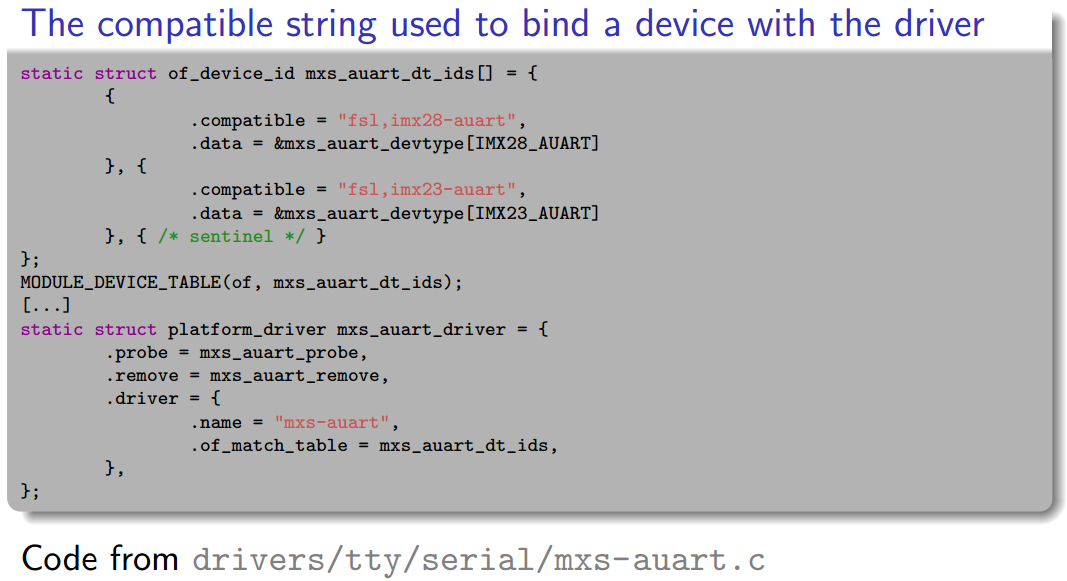 The compatible string used to bind a device with the driver
static struct of_device_id mxs_auart_dt_ids[] = {
        {
                .compatible = "fsl,imx28-auart",
                .data = &mxs_auart_devtype[IMX28_AUART]
        }, {
                .compatible = "fsl,imx23-auart",
                .data = &mxs_auart_devtype[IMX23_AUART]
        }, { /* sentinel */ }
};
MODULE_DEVICE_TABLE(of, mxs_auart_dt_ids);
[...]
static struct platform_driver mxs_auart_driver = {
        .probe = mxs_auart_probe,
        .remove = mxs_auart_remove,
        .driver = {
                .name = "mxs-auart",
                .of_match_table = mxs_auart_dt_ids,
        },
};
Code from drivers/tty/serial/mxs-auart.c